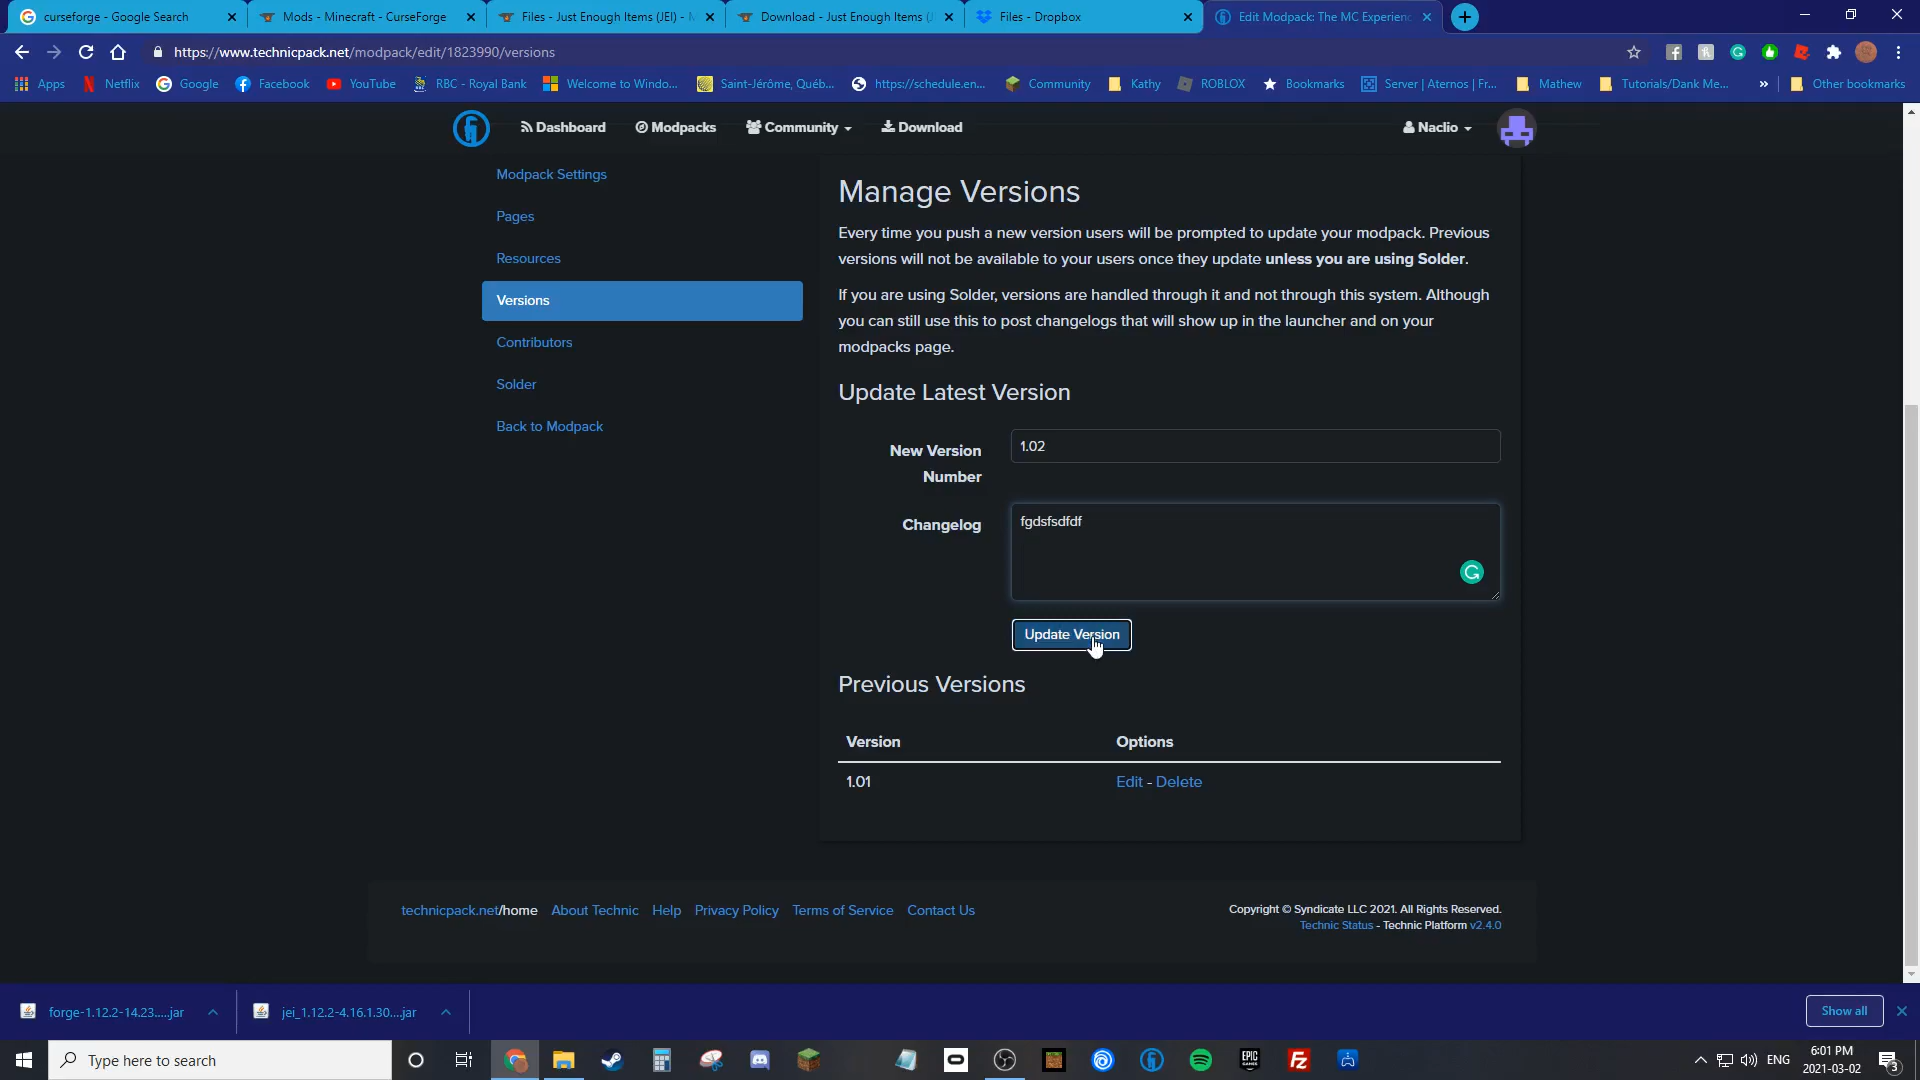 curseforge - Google Search
Mods - Minecraft - CurseForge
Files - Just Enough Items (JEI) -
Download - Just Enough Items (
Files - Dropbox
Edit Modpack: The MC Experienc
https://www.technicpack.net/modpack/edit/1823990/versions
Apps Netflix Google Facebook YouTube RBC - Royal Bank Welcome to Windo... Saint-Jérôme, Québ... https://schedule.en... Community Kathy ROBLOX Bookmarks Server | Aternos | Fr... Mathew Tutorials/Dank Me... » Other bookmarks
Dashboard Modpacks Community Download Naclio
Modpack Settings
Pages
Resources
Versions
Contributors
Solder
Back to Modpack
Manage Versions
Every time you push a new version users will be prompted to update your modpack. Previous
versions will not be available to your users once they update unless you are using Solder.
If you are using Solder, versions are handled through it and not through this system. Although
you can still use this to post changelogs that will show up in the launcher and on your
modpacks page.
Update Latest Version
New Version
Number
1.02
Changelog
fgdsfsdfdf
Update Version
Previous Versions
Version Options
1.01 Edit - Delete
technicpack.net/home About Technic Help Privacy Policy Terms of Service Contact Us
Copyright © Syndicate LLC 2021. All Rights Reserved.
Technic Status - Technic Platform v2.4.0
forge-1.12.2-14.23.....jar
jei_1.12.2-4.16.1.30....jar
Show all
Type here to search
EPIC GAMES
ENG
6:01 PM
2021-03-02
3